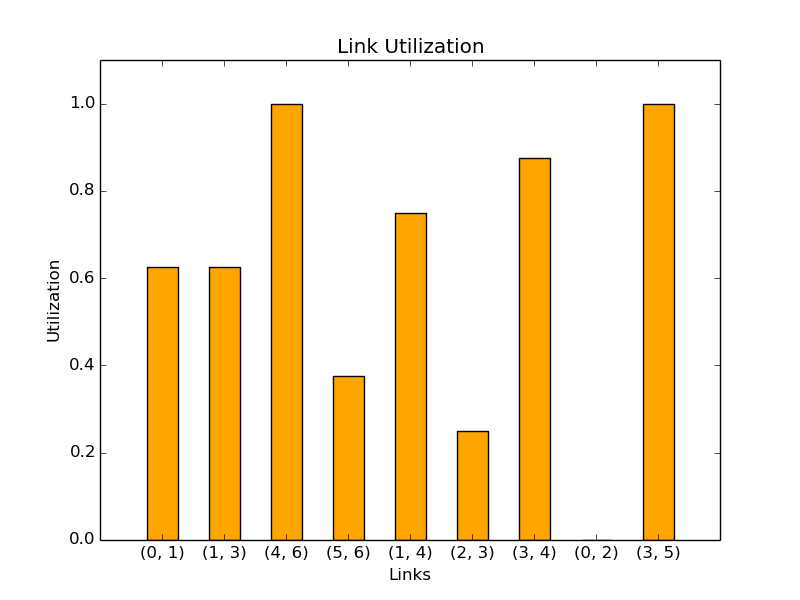 Link Utilization
Utilization
1.0
0.8
0.6
0.4
0.2
0.0
(0, 1) (1, 3) (4, 6) (5, 6) (1, 4) (2, 3) (3, 4) (0, 2) (3, 5)
Links